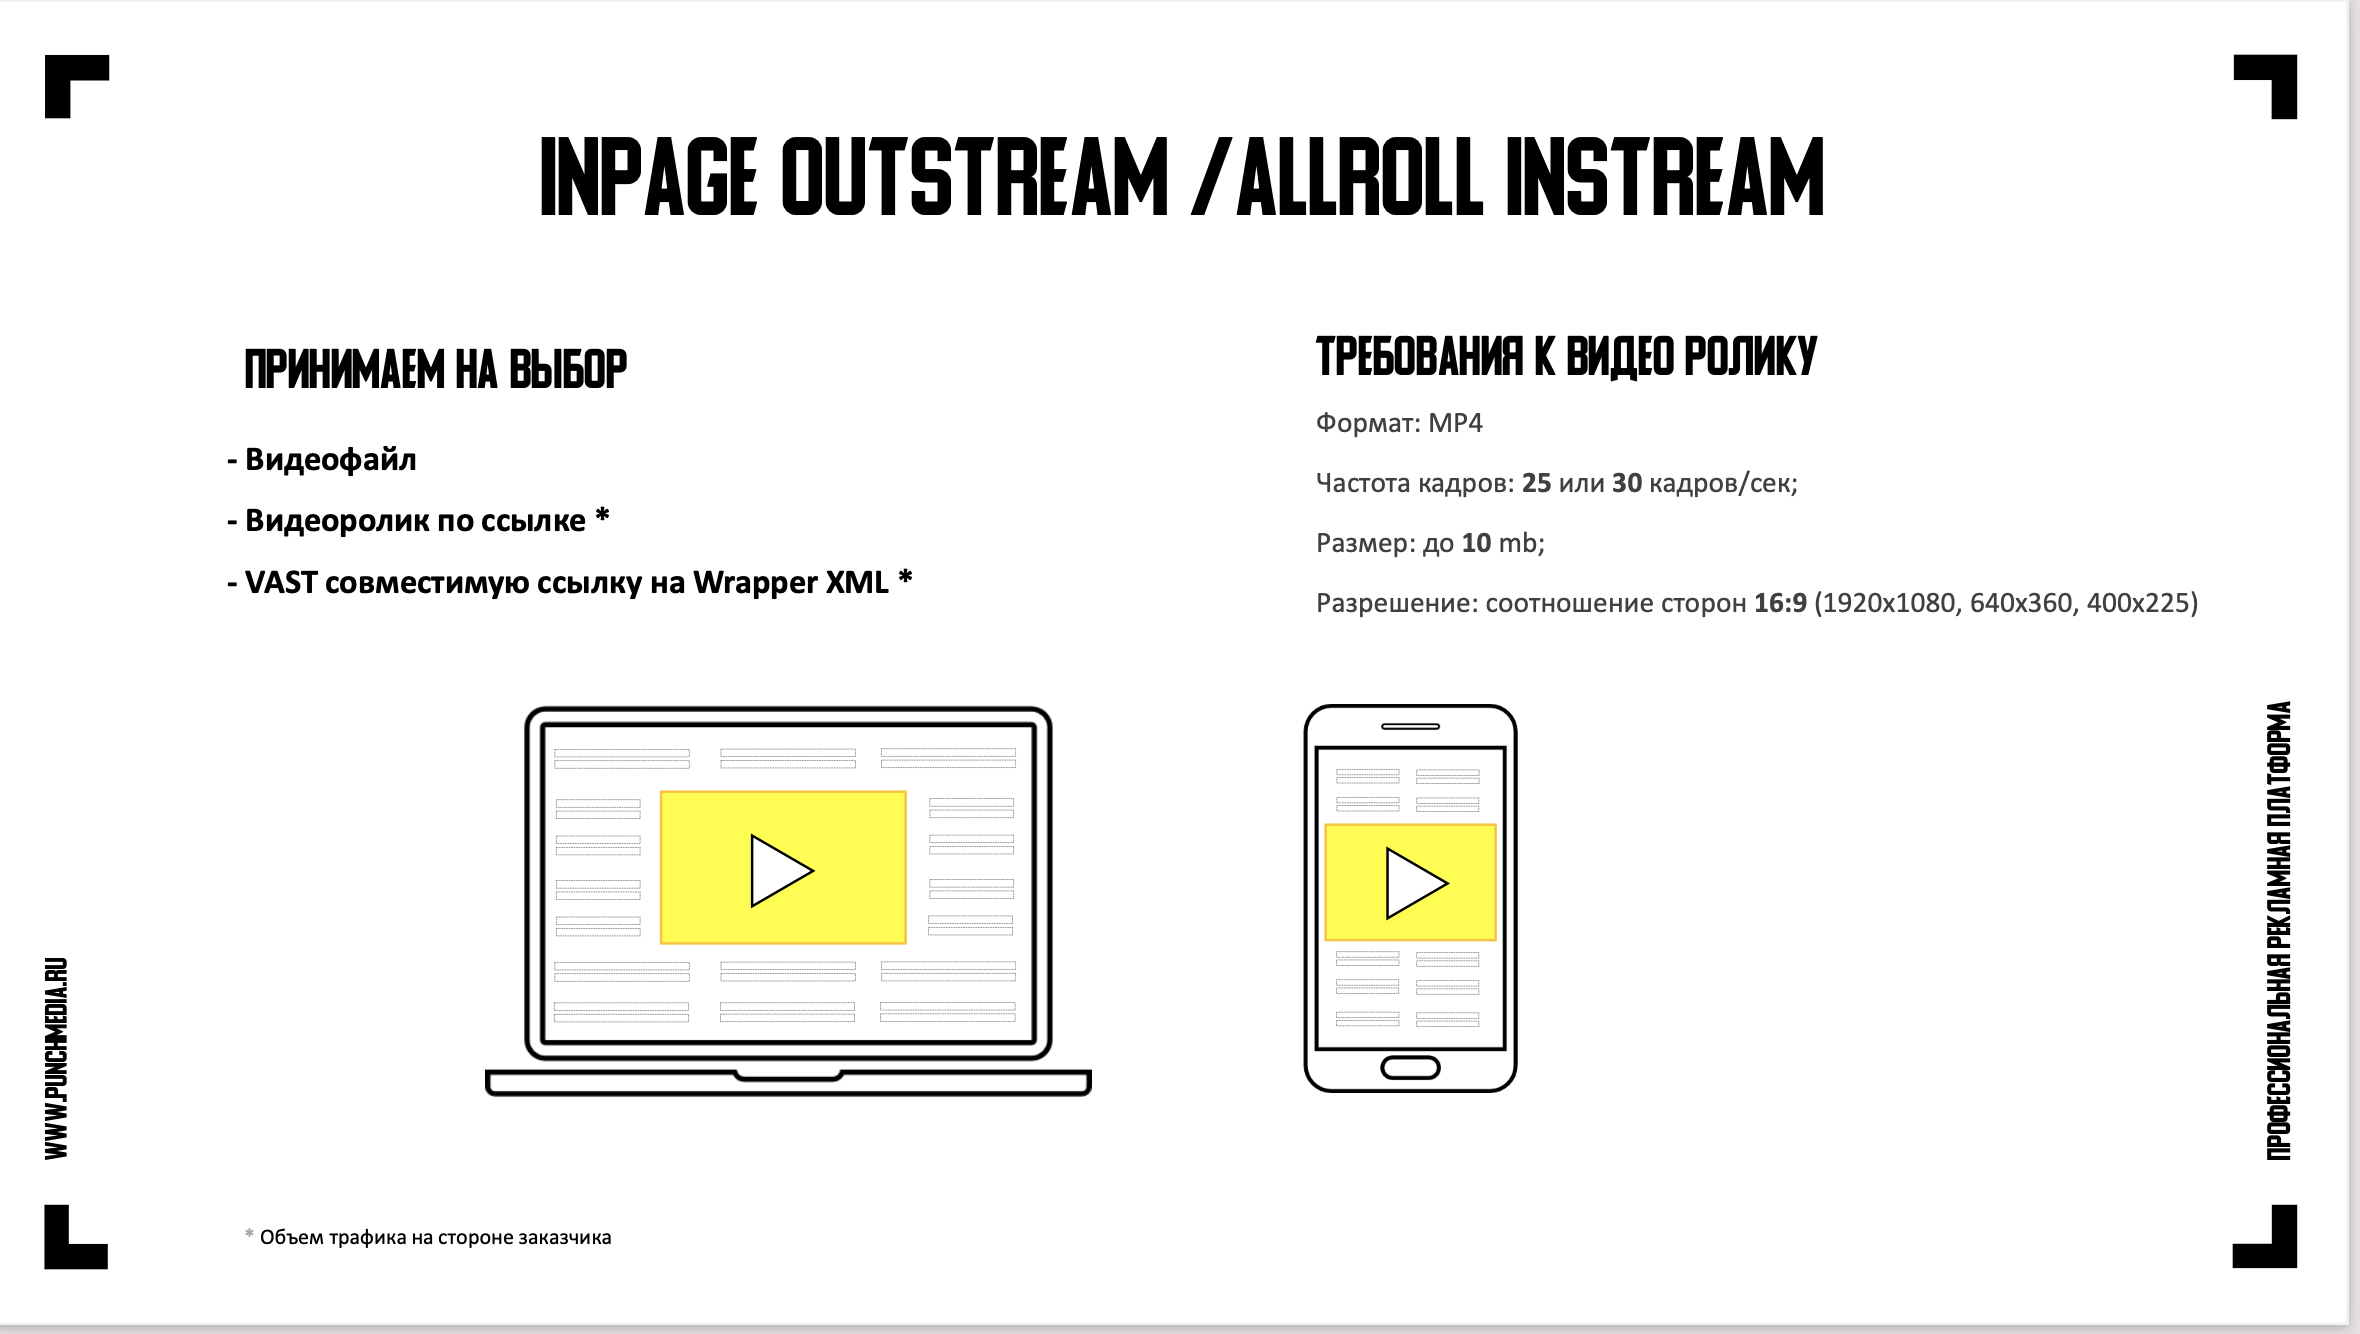 INPAGE OUTSTREAM /ALLROLL INSTREAM
ПРИНИМАЕМ НА ВЫБОР
- Видеофайл
- Видеоролик по ссылке *
- VAST совместимую ссылку на Wrapper XML *
ТРЕБОВАНИЯ К ВИДЕО РОЛИКУ
Формат: MP4
Частота кадров: 25 или 30 кадров/сек;
Размер: до 10 mb;
Разрешение: соотношение сторон 16:9 (1920x1080, 640x360, 400x225)
WWW.PUNCHMEDIA.RU
ПРОФЕССИОНАЛЬНАЯ РЕКЛАМНАЯ ПЛАТФОРМА
* Объем трафика на стороне заказчика